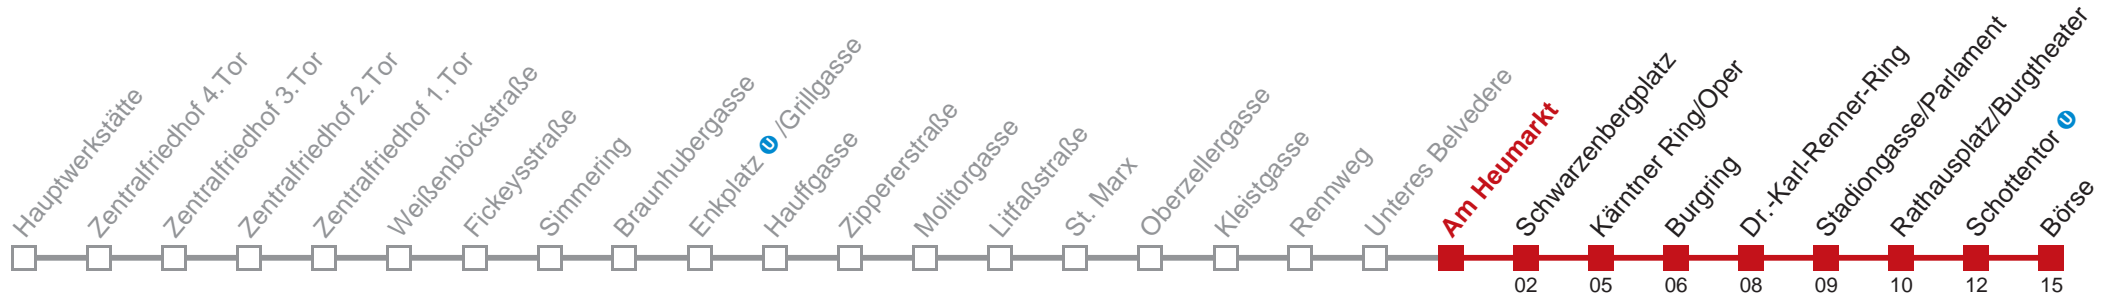 Hauptwerkstätte
Zentralfriedhof 4.Tor
Zentralfriedhof 3.Tor
Zentralfriedhof 2.Tor
Zentralfriedhof 1.Tor
Weißenböckstraße
Fickeysstraße
Simmering
Braunhubergasse
Enkplatz U /Grillgasse
Hauffgasse
Zippererstraße
Molitorgasse
Litfaßstraße
St. Marx
Oberzellergasse
Kleistgasse
Rennweg
Unteres Belvedere
Am Heumarkt
Schwarzenbergplatz
Kärntner Ring/Oper
Burgring
Dr.-Karl-Renner-Ring
Stadiongasse/Parlament
Rathausplatz/Burgtheater
Schottentor U
Börse
02 05 06 08 09 10 12 15